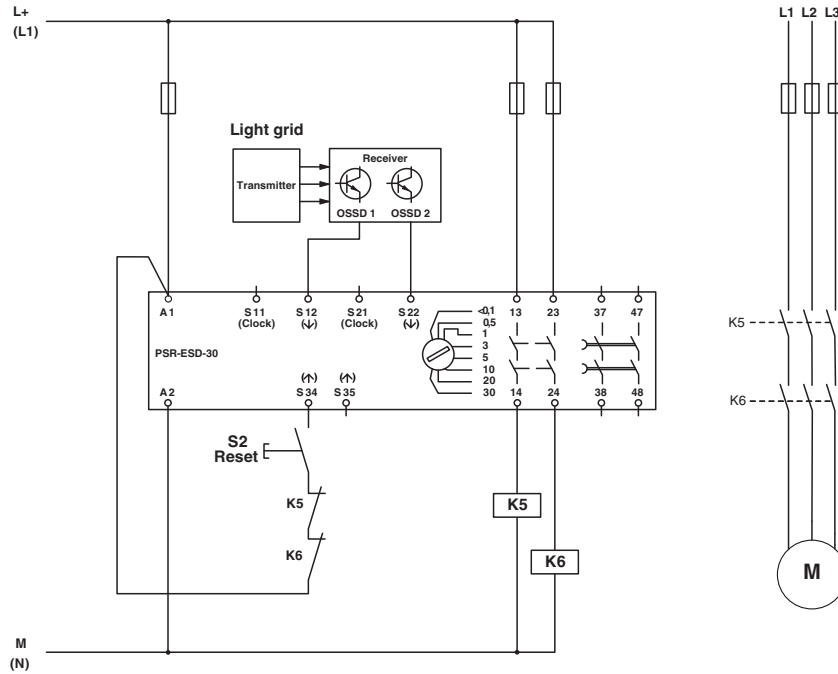 L+
(L1)
L1 L2 L3
Light grid
Transmitter
Receiver
OSSD 1 OSSD 2
A1 S11 S12 S21 S22 <0,1 13 23 37 47
(Clock) (↓) (Clock) (↓)
0,5
1
3
5
10
20
30
PSR-ESD-30
(↑) (↑)
A2 S34 S35 14 24 38 48
K5
K6
S2
Reset
K5
K6
K5
K6
M
M
(N)